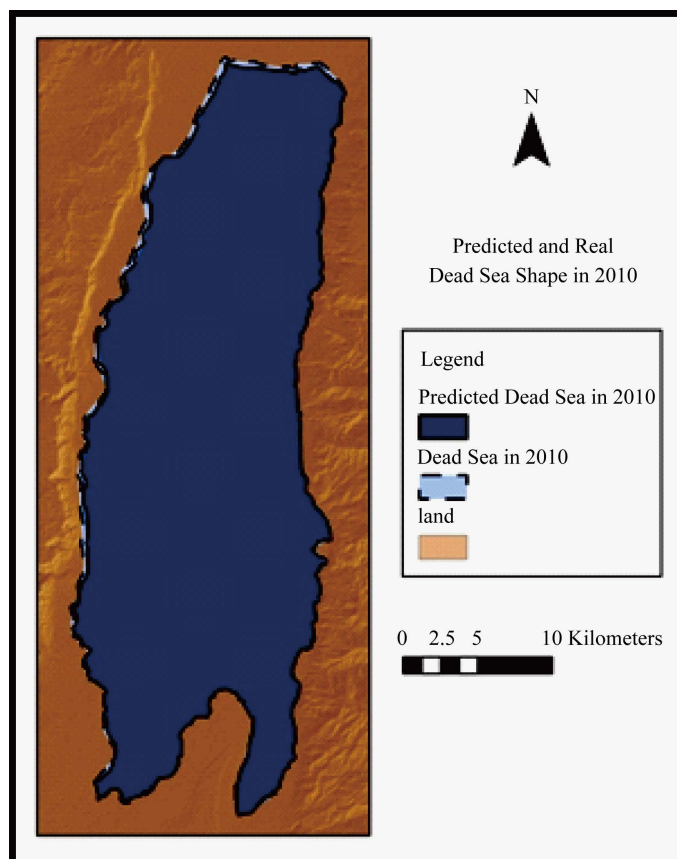 N
Predicted and Real
Dead Sea Shape in 2010
Legend
Predicted Dead Sea in 2010
Dead Sea in 2010
land
0 2.5 5 10 Kilometers